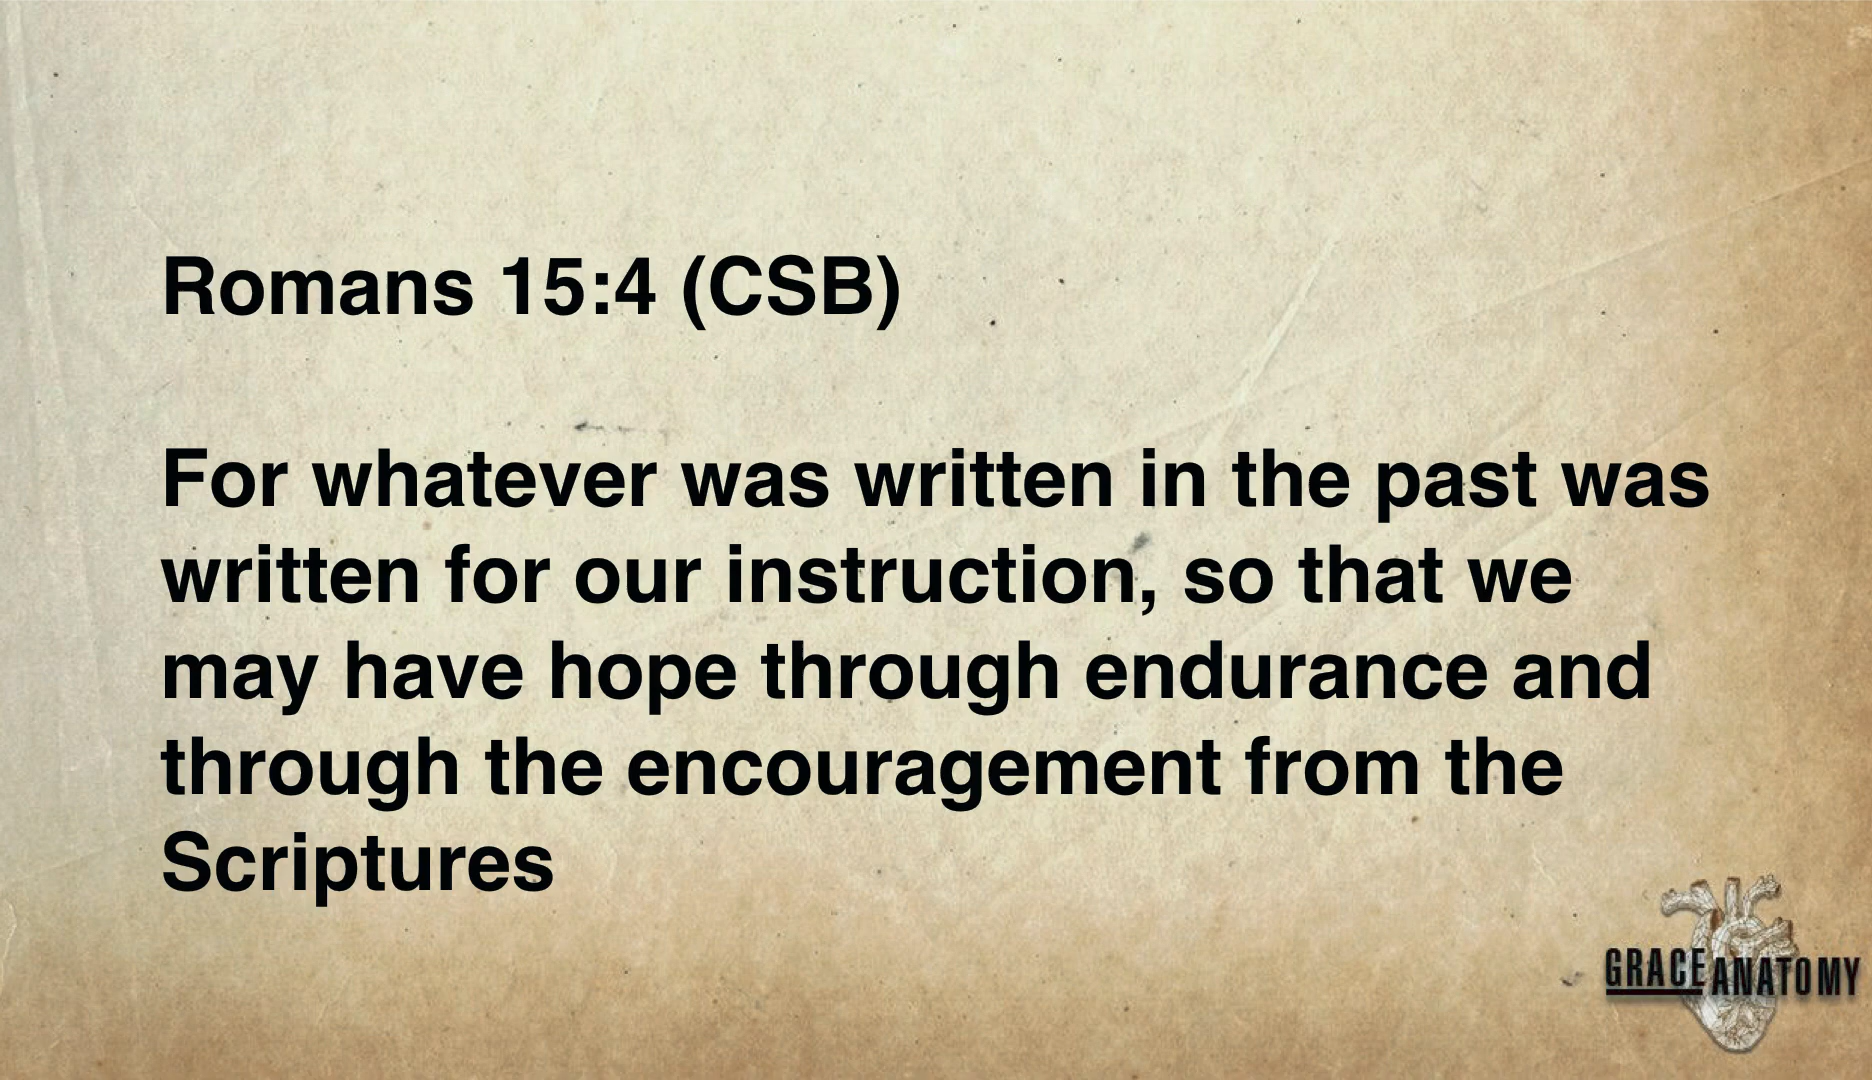 Romans 15:4 (CSB)
For whatever was written in the past was
written for our instruction, so that we
may have hope through endurance and
through the encouragement from the
Scriptures
GRACE ANATOMY